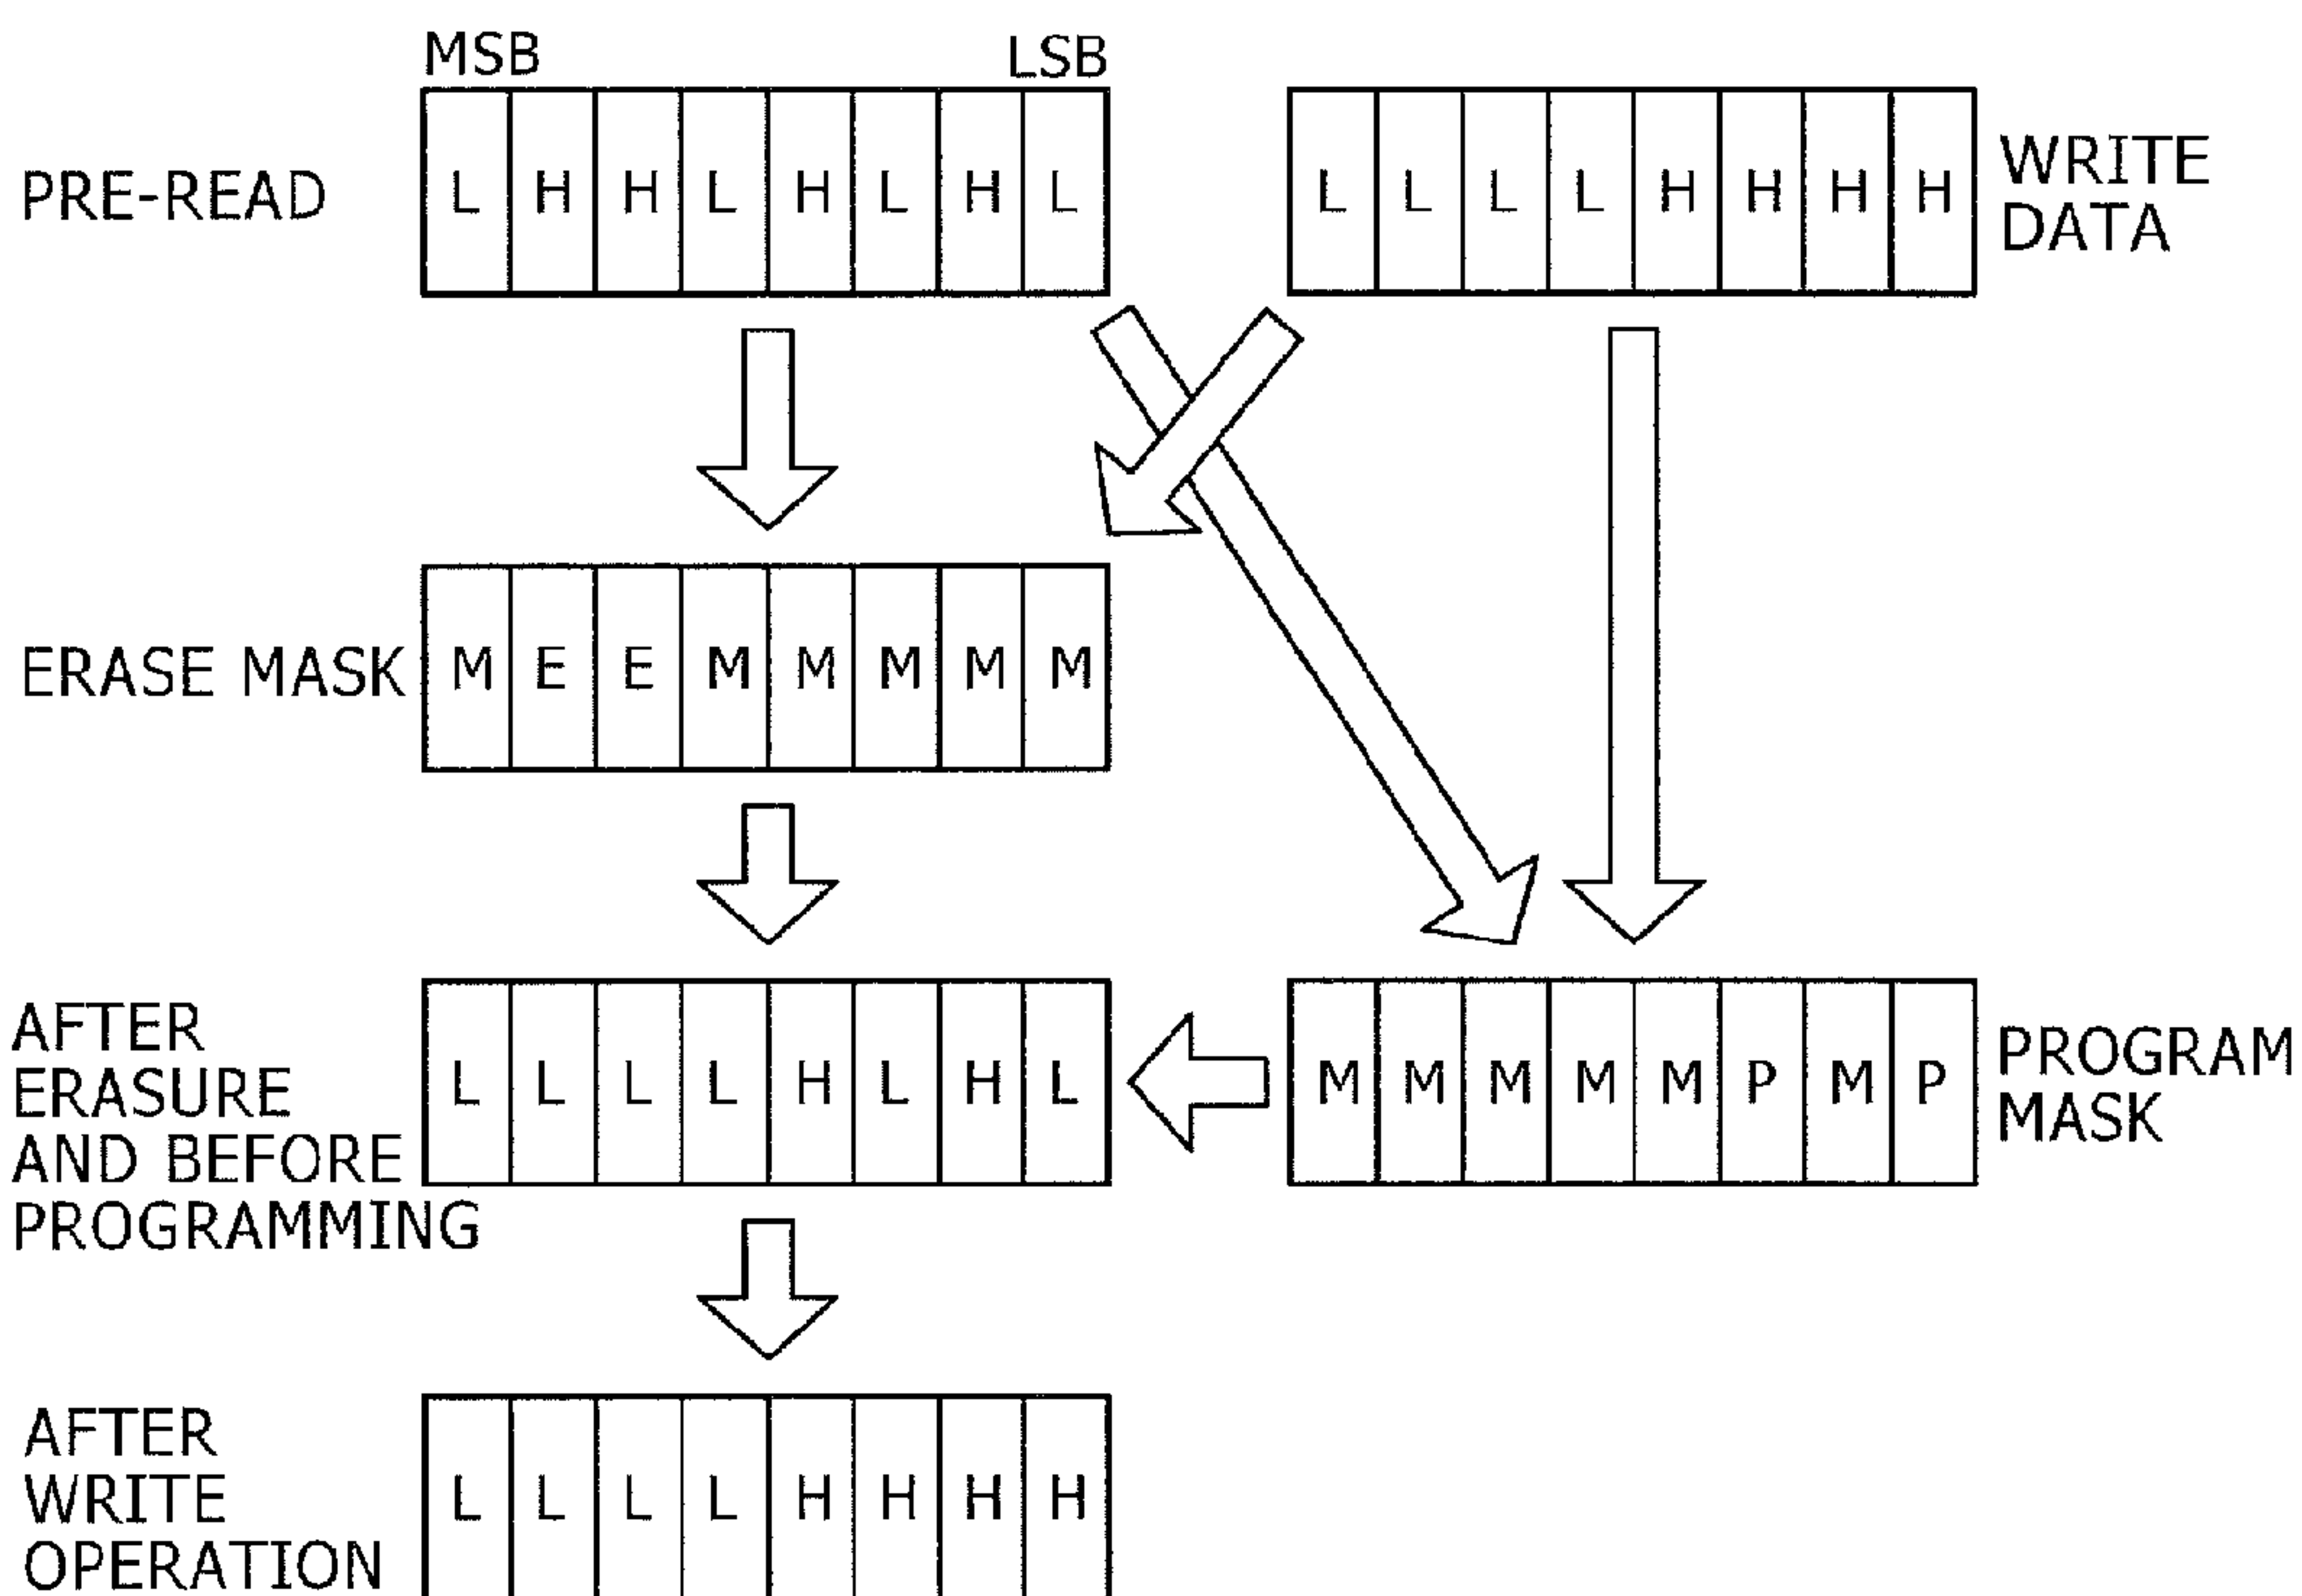 MSB LSB
PRE-READ L H H L H L H L
L L L L H H H H WRITE
DATA
ERASE MASK M E E M M M M M
AFTER
ERASURE
AND BEFORE
PROGRAMMING
L L L L H L H L
M M M M M P M P
PROGRAM
MASK
AFTER
WRITE
OPERATION
L L L L H H H H